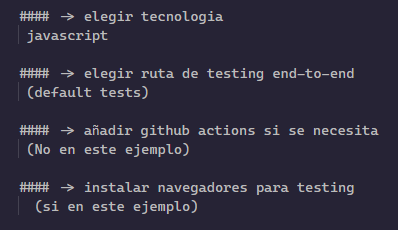 #### -> elegir tecnologia
javascript
#### -> elegir ruta de testing end-to-end
(default tests)
#### -> añadir github actions si se necesita
(No en este ejemplo)
#### -> instalar navegadores para testing
(si en este ejemplo)